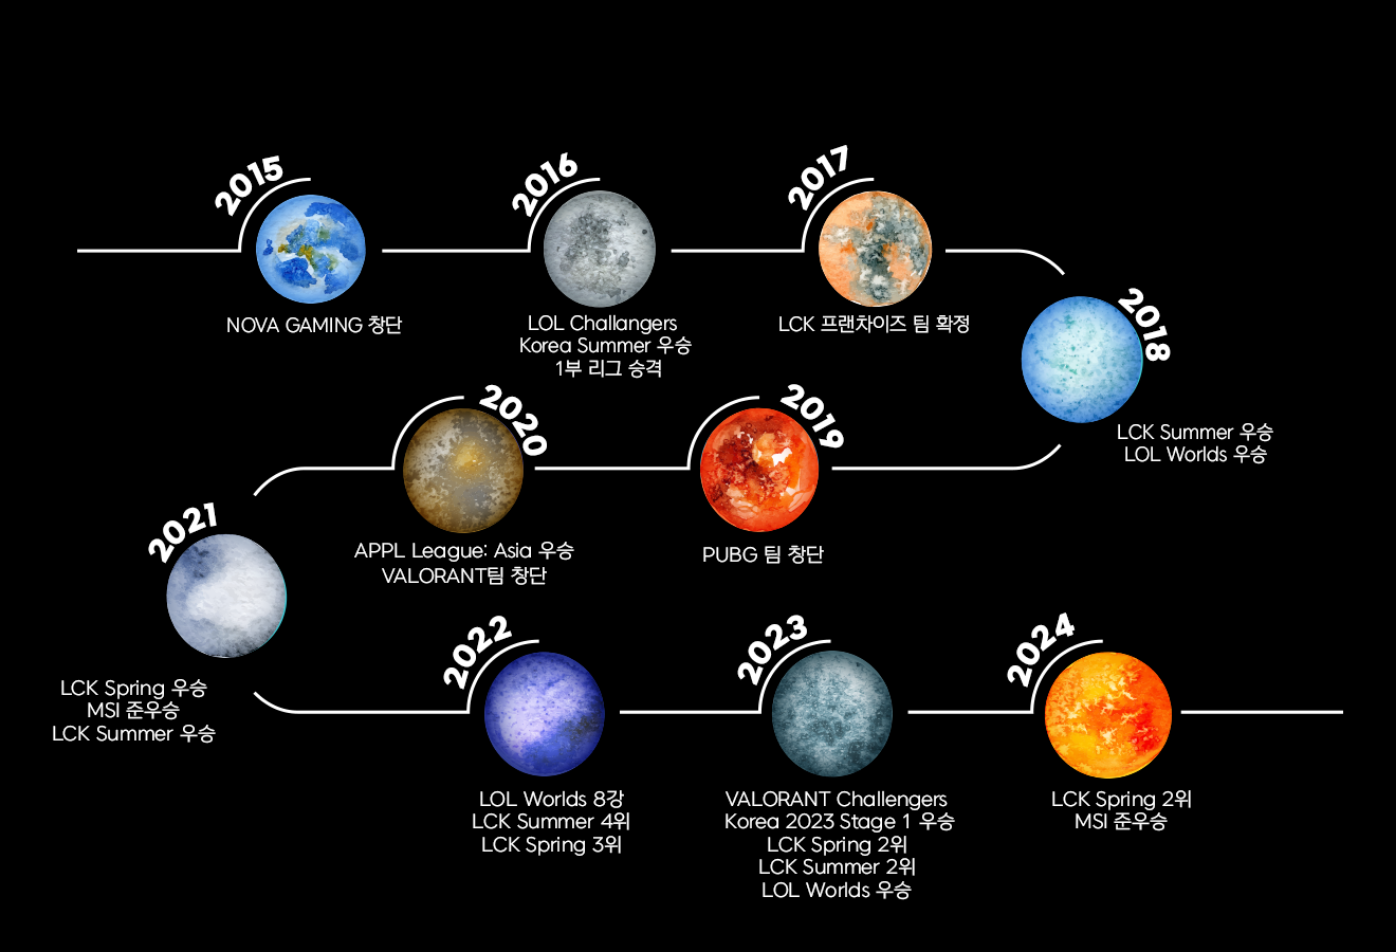 2015
NOVA GAMING 창단
2016
LOL Challangers
Korea Summer 우승
1부 리그 승격
2017
LCK 프랜차이즈 팀 확정
2018
LCK Summer 우승
LOL Worlds 우승
2019
PUBG 팀 창단
2020
APPL League: Asia 우승
VALORANT팀 창단
2021
LCK Spring 우승
MSI 준우승
LCK Summer 우승
2022
LOL Worlds 8강
LCK Summer 4위
LCK Spring 3위
2023
VALORANT Challengers
Korea 2023 Stage 1 우승
LCK Spring 2위
LCK Summer 2위
LOL Worlds 우승
2024
LCK Spring 2위
MSI 준우승